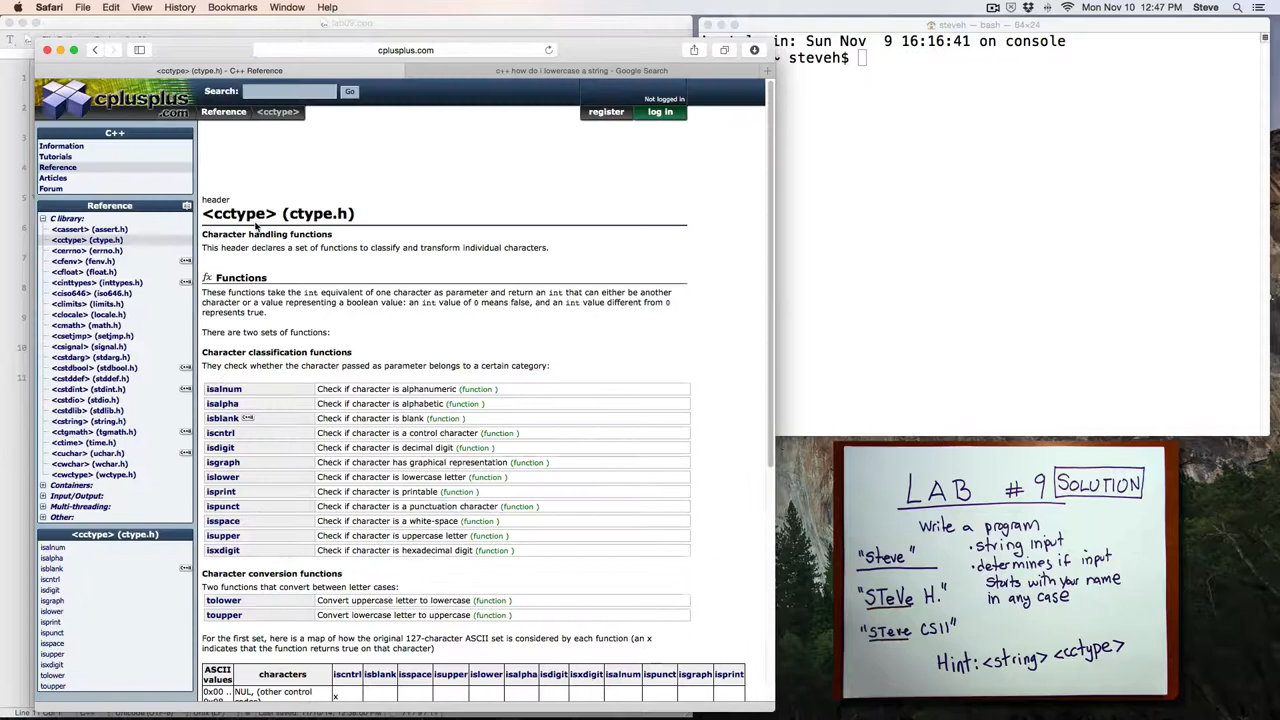 Safari File Edit View History Bookmarks Window Help
Mon Nov 10 12:47 PM Steve
lab09.cpp
steveh — bash — 64×24
in: Sun Nov 9 16:16:41 on console
steveh$
cplusplus.com
<cctype> (ctype.h) - C++ Reference
c++ how do i lowercase a string - Google Search
cplusplus
.com
Search:
Go
Not logged in
Reference <cctype>
register log in
C++
Information
Tutorials
Reference
Articles
Forum
Reference
C library:
<cassert> (assert.h)
<cctype> (ctype.h)
<cerrno> (errno.h)
<cfenv> (fenv.h)
<cfloat> (float.h)
<cinttypes> (inttypes.h)
<ciso646> (iso646.h)
<climits> (limits.h)
<clocale> (locale.h)
<cmath> (math.h)
<csetjmp> (setjmp.h)
<csignal> (signal.h)
<cstdarg> (stdarg.h)
<cstdbool> (stdbool.h)
<cstddef> (stddef.h)
<cstdint> (stdint.h)
<cstdio> (stdio.h)
<cstdlib> (stdlib.h)
<cstring> (string.h)
<ctgmath> (tgmath.h)
<ctime> (time.h)
<cuchar> (uchar.h)
<cwchar> (wchar.h)
<cwctype> (wctype.h)
Containers:
Input/Output:
Multi-threading:
Other:
<cctype> (ctype.h)
isalnum
isalpha
isblank
iscntrl
isdigit
isgraph
islower
isprint
ispunct
isspace
isupper
isxdigit
tolower
toupper
header
<cctype> (ctype.h)
Character handling functions
This header declares a set of functions to classify and transform individual characters.
fx Functions
These functions take the int equivalent of one character as parameter and return an int that can either be another
character or a value representing a boolean value: an int value of 0 means false, and an int value different from 0
represents true.
There are two sets of functions:
Character classification functions
They check whether the character passed as parameter belongs to a certain category:
isalnum Check if character is alphanumeric (function )
isalpha Check if character is alphabetic (function )
isblank Check if character is blank (function )
iscntrl Check if character is a control character (function )
isdigit Check if character is decimal digit (function )
isgraph Check if character has graphical representation (function )
islower Check if character is lowercase letter (function )
isprint Check if character is printable (function )
ispunct Check if character is a punctuation character (function )
isspace Check if character is a white-space (function )
isupper Check if character is uppercase letter (function )
isxdigit Check if character is hexadecimal digit (function )
Character conversion functions
Two functions that convert between letter cases:
tolower Convert uppercase letter to lowercase (function )
toupper Convert lowercase letter to uppercase (function )
For the first set, here is a map of how the original 127-character ASCII set is considered by each function (an x
indicates that the function returns true on that character)
ASCII values characters iscntrl isblank isspace isupper islower isalpha isdigit isxdigit isalnum ispunct isgraph isprint
0x00 .. NUL, (other control x
LAB # 9 SOLUTION
Write a program
"Steve" • string input
• determines if input
"STeVe H." starts with your name
in any case
"STeve CS11"
Hint: <string> <cctype>